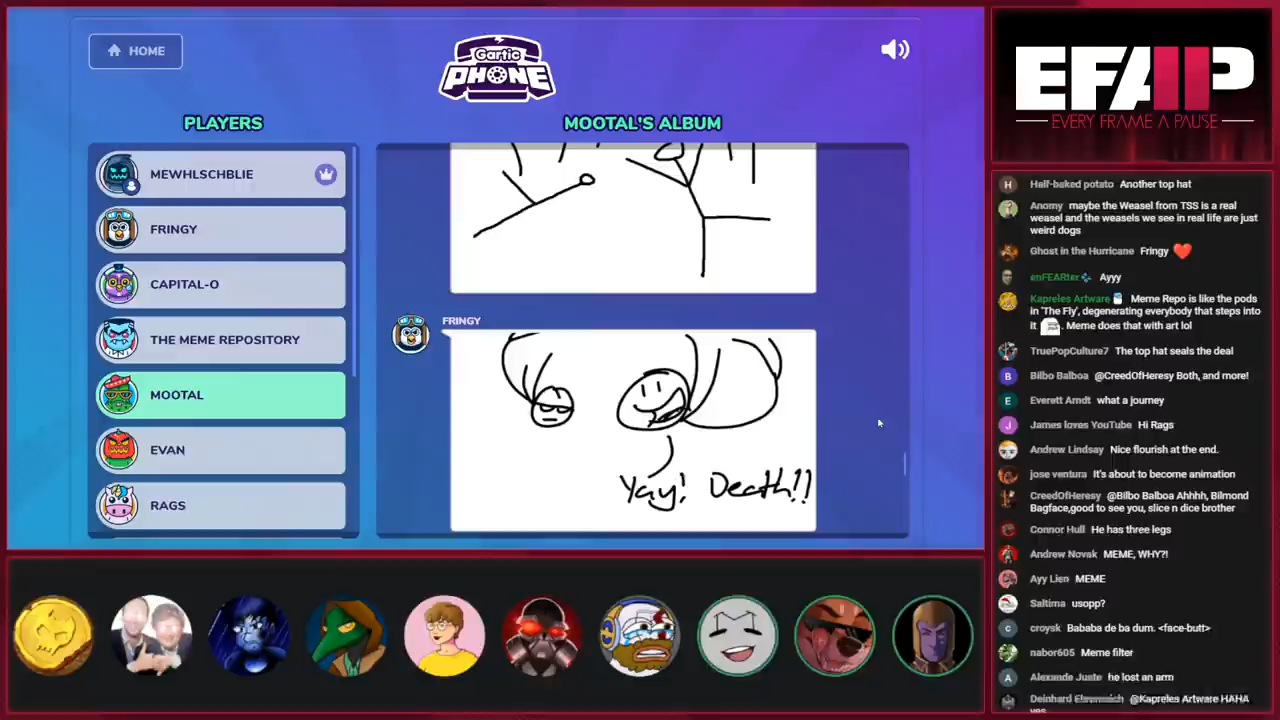 HOME
Gartic
PHONE
PLAYERS
MEWHLSCHBLIE
FRINGY
CAPITAL-O
THE MEME REPOSITORY
MOOTAL
EVAN
RAGS
MOOTAL'S ALBUM
FRINGY
Yay! Death!!
EFAP
EVERY FRAME A PAUSE
H Half-baked potato Another top hat
Anomy maybe the Weasel from TSS is a real
weasel and the weasels we see in real life are just
weird dogs
Ghost in the Hurricane Fringy
enFEARter Ayyy
Kapreles Artware Meme Repo is like the pods
in 'The Fly', degenerating everybody that steps into
it . Meme does that with art lol
TruePopCulture7 The top hat seals the deal
B Bilbo Balboa @CreedOfHeresy Both, and more!
E Everett Arndt what a journey
J James loves YouTube Hi Rags
Andrew Lindsay Nice flourish at the end.
jose ventura It's about to become animation
CreedOfHeresy @Bilbo Balboa Ahhhh, Bilmond
Bagface,good to see you, slice n dice brother
Connor Hull He has three legs
Andrew Novak MEME, WHY?!
Ayy Lien MEME
Saltima usopp?
c croysk Bababa de ba dum. <face-butt>
nabor605 Meme filter
A Alexande Juste he lost an arm
Deinhard Ehrenreich @Kapreles Artware HAHA
yes